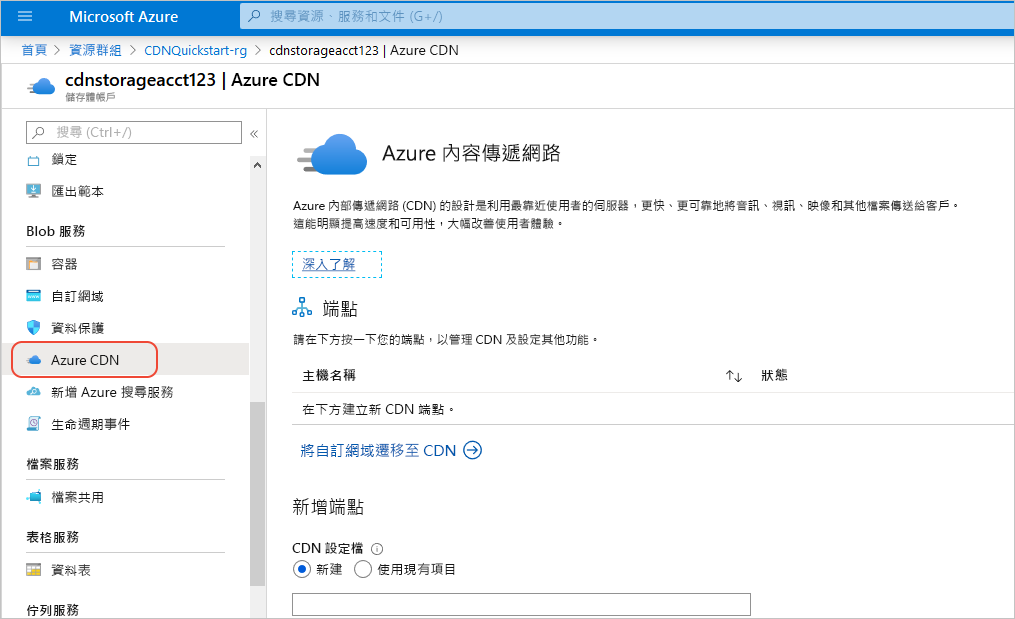 Microsoft Azure
搜尋資源、服務和文件 (G+/)
首頁 > 資源群組 > CDNQuickstart-rg > cdnstorageacct123 | Azure CDN
cdnstorageacct123 | Azure CDN
儲存體帳戶
搜尋 (Ctrl+/)
«
鎖定
匯出範本
Blob 服務
容器
自訂網域
資料保護
Azure CDN
新增 Azure 搜尋服務
生命週期事件
檔案服務
檔案共用
表格服務
資料表
佇列服務
Azure 內容傳遞網路
Azure 內部傳遞網路 (CDN) 的設計是利用最靠近使用者的伺服器，更快、更可靠地將音訊、視訊、映像和其他檔案傳送給客戶。
這能明顯提高速度和可用性，大幅改善使用者體驗。
深入了解
端點
請在下方按一下您的端點，以管理 CDN 及設定其他功能。
主機名稱 ↑↓ 狀態
在下方建立新 CDN 端點。
將自訂網域遷移至 CDN
新增端點
CDN 設定檔
新建 使用現有項目